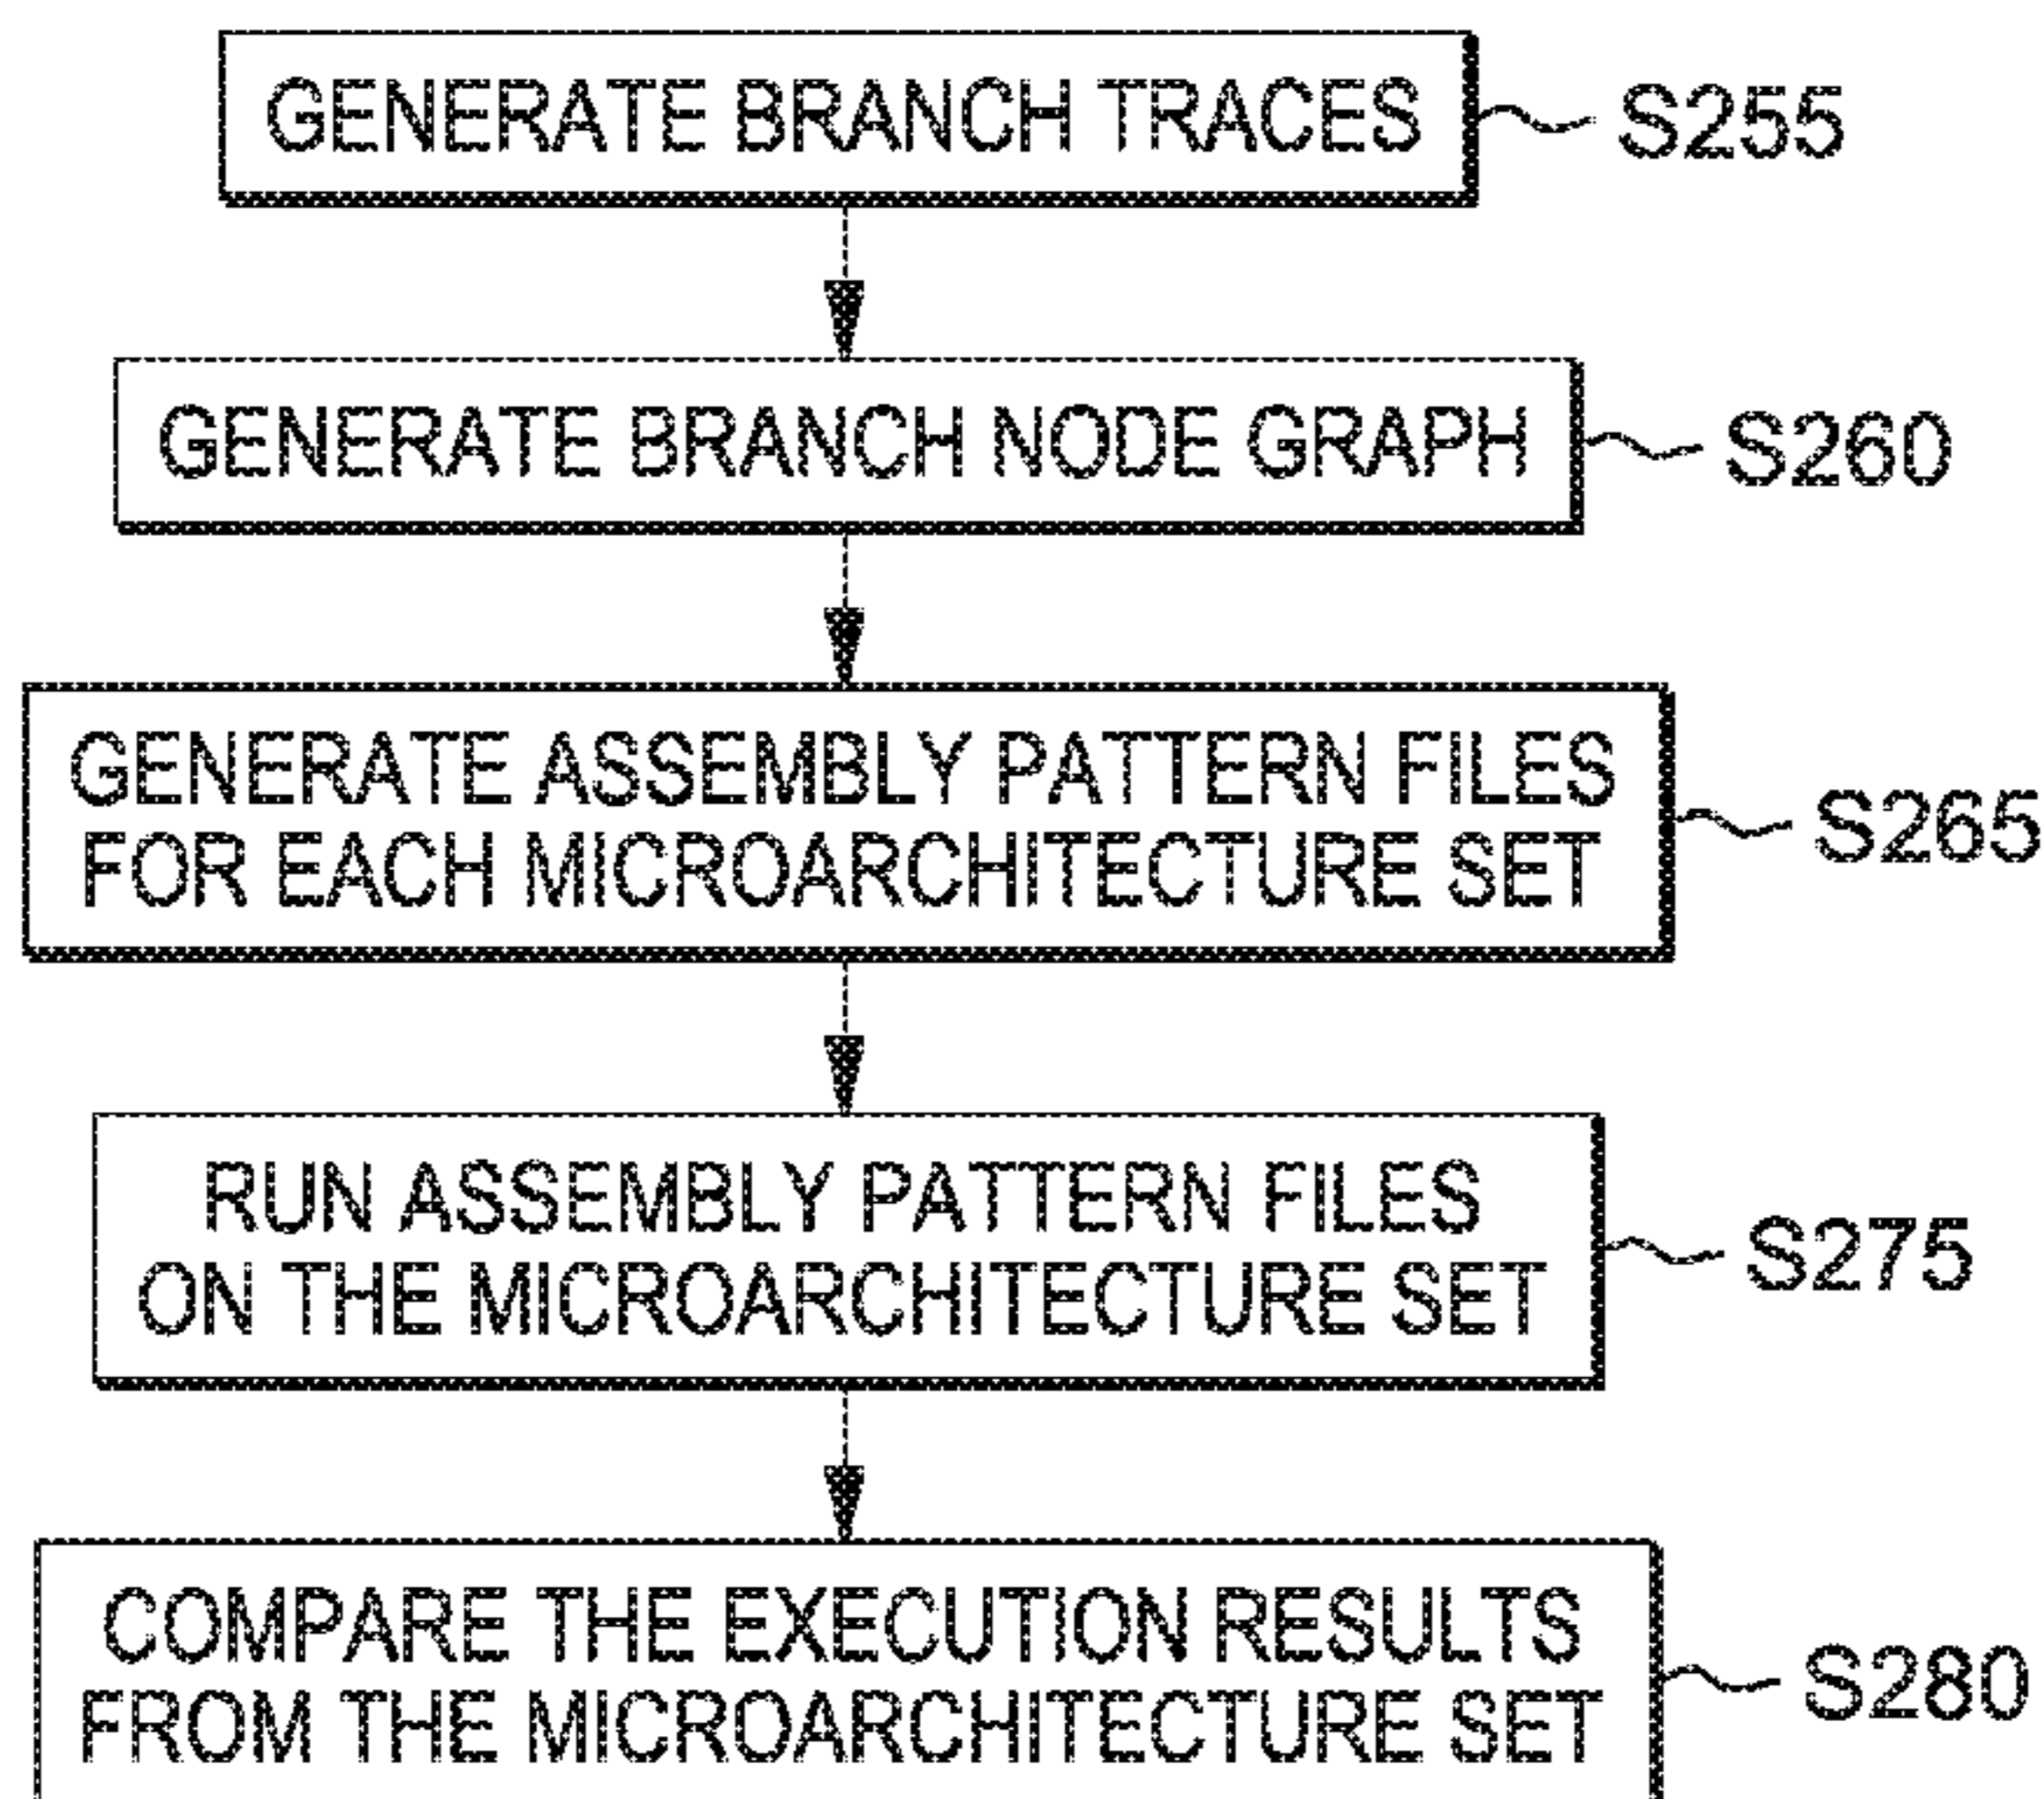 GENERATE BRANCH TRACES
S255
GENERATE BRANCH NODE GRAPH
S260
GENERATE ASSEMBLY PATTERN FILES
FOR EACH MICROARCHITECTURE SET
S265
RUN ASSEMBLY PATTERN FILES
ON THE MICROARCHITECTURE SET
S275
COMPARE THE EXECUTION RESULTS
FROM THE MICROARCHITECTURE SET
S280